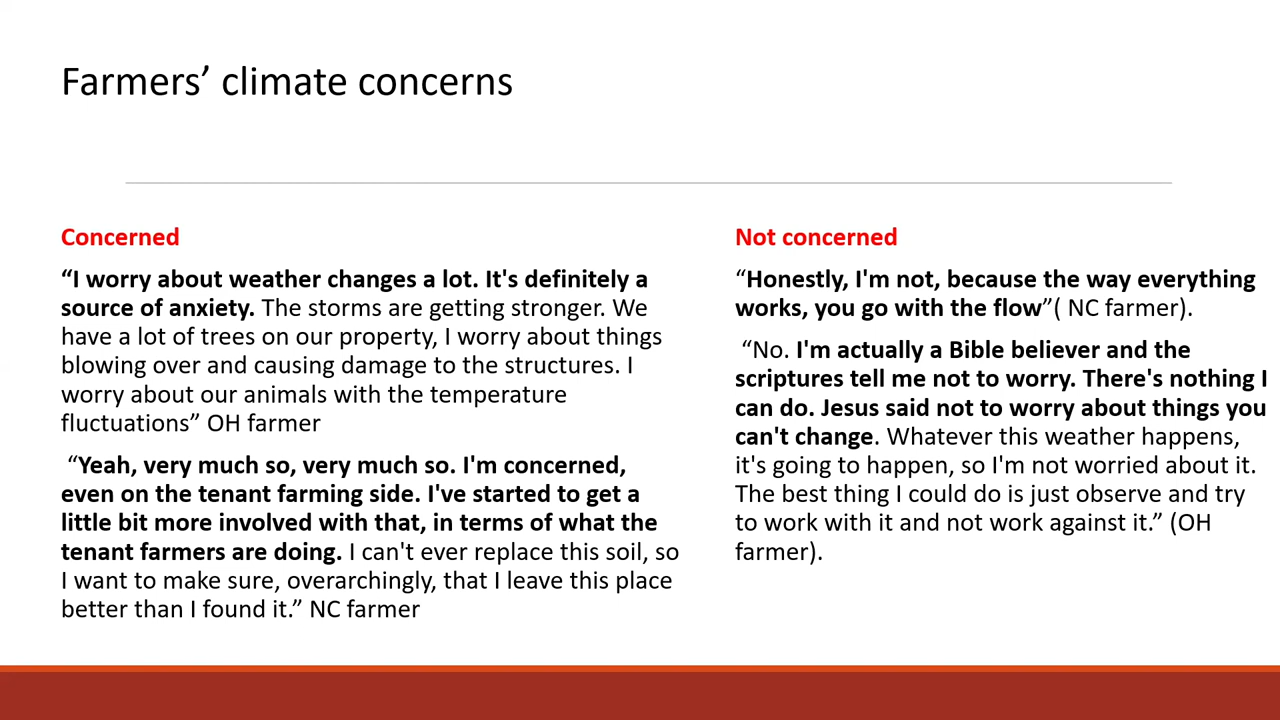 Farmers’ climate concerns
Concerned
“I worry about weather changes a lot. It's definitely a
source of anxiety. The storms are getting stronger. We
have a lot of trees on our property, I worry about things
blowing over and causing damage to the structures. I
worry about our animals with the temperature
fluctuations” OH farmer
“Yeah, very much so, very much so. I'm concerned,
even on the tenant farming side. I've started to get a
little bit more involved with that, in terms of what the
tenant farmers are doing. I can't ever replace this soil, so
I want to make sure, overarchingly, that I leave this place
better than I found it.” NC farmer
Not concerned
“Honestly, I'm not, because the way everything
works, you go with the flow”( NC farmer).
“No. I'm actually a Bible believer and the
scriptures tell me not to worry. There's nothing I
can do. Jesus said not to worry about things you
can't change. Whatever this weather happens,
it's going to happen, so I'm not worried about it.
The best thing I could do is just observe and try
to work with it and not work against it.” (OH
farmer).